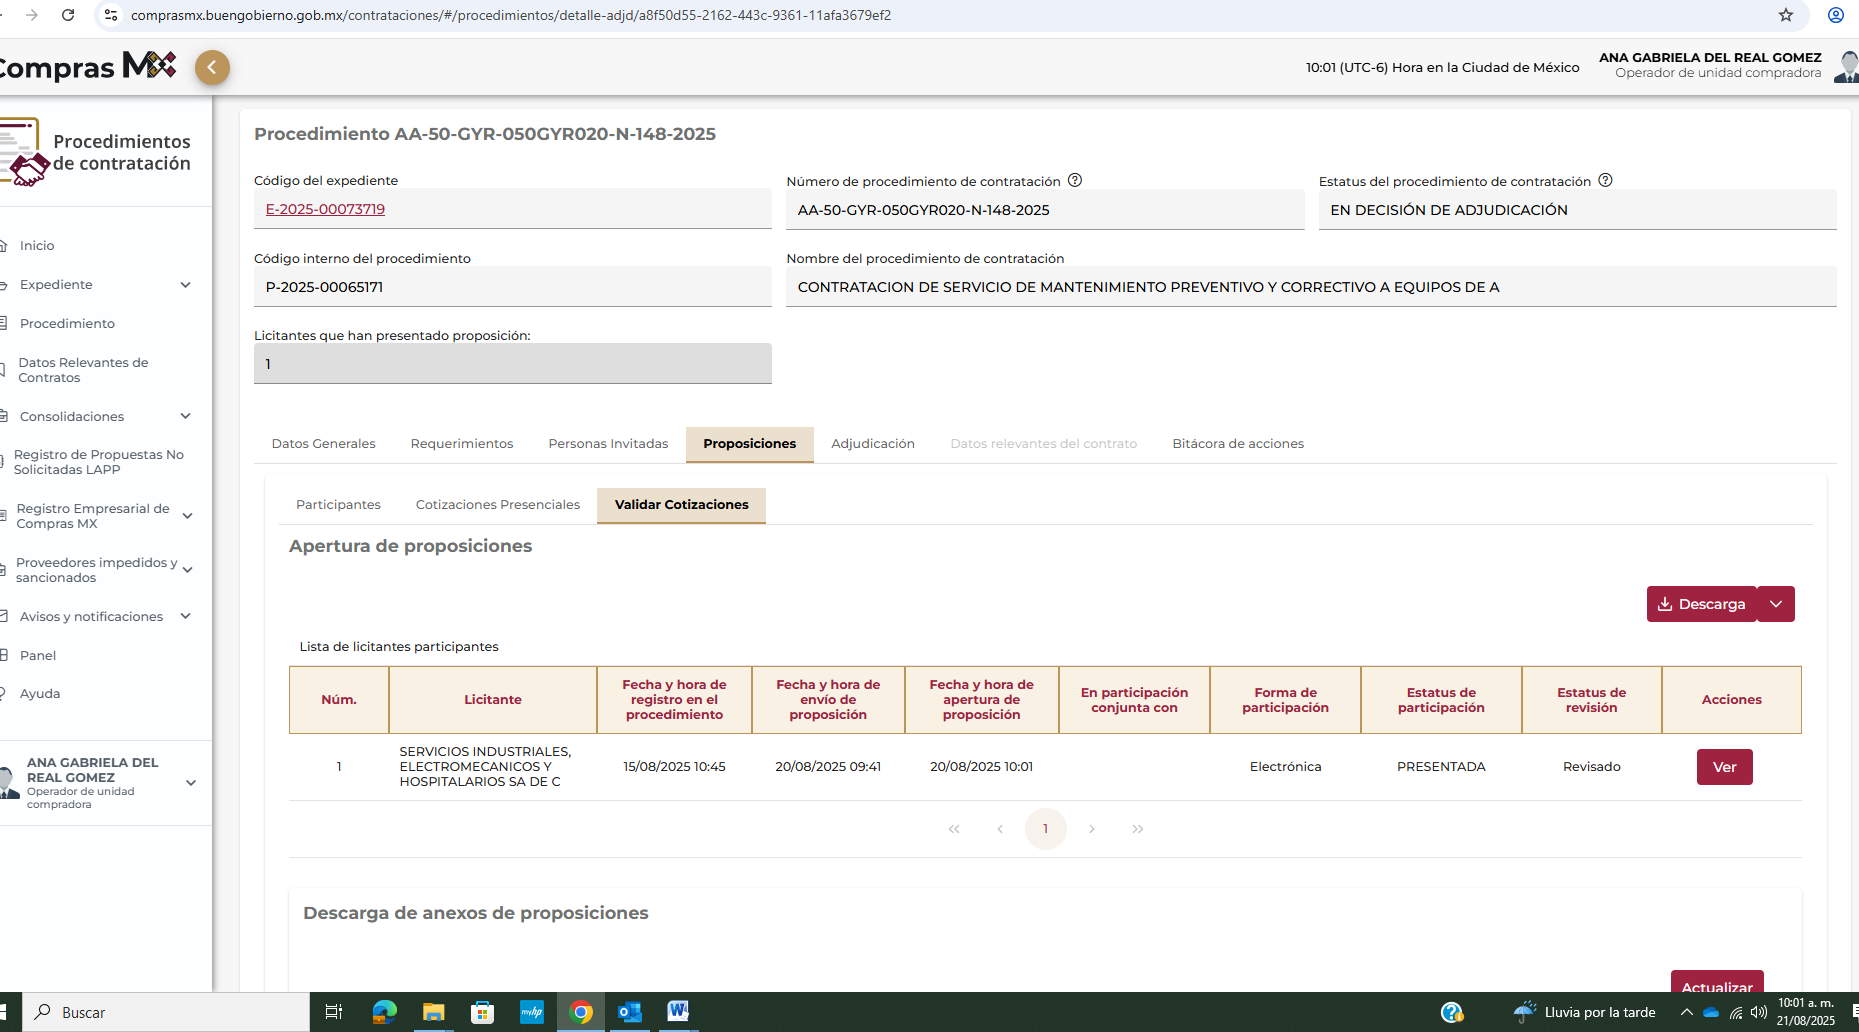 comprasmx.buengobierno.gob.mx/contrataciones/#/procedimientos/detalle-adjd/a8f50d55-2162-443c-9361-11afa3679ef2
Compras MX
10:01 (UTC-6) Hora en la Ciudad de México
ANA GABRIELA DEL REAL GOMEZ
Operador de unidad compradora
Procedimientos
de contratación
Inicio
Expediente
Procedimiento
Datos Relevantes de
Contratos
Consolidaciones
Registro de Propuestas No
Solicitadas LAPP
Registro Empresarial de
Compras MX
Proveedores impedidos y
sancionados
Avisos y notificaciones
Panel
Ayuda
ANA GABRIELA DEL
REAL GOMEZ
Operador de unidad
compradora
Procedimiento AA-50-GYR-050GYR020-N-148-2025
Código del expediente
E-2025-00073719
Número de procedimiento de contratación
AA-50-GYR-050GYR020-N-148-2025
Estatus del procedimiento de contratación
EN DECISIÓN DE ADJUDICACIÓN
Código interno del procedimiento
P-2025-00065171
Nombre del procedimiento de contratación
CONTRATACION DE SERVICIO DE MANTENIMIENTO PREVENTIVO Y CORRECTIVO A EQUIPOS DE A
Licitantes que han presentado proposición:
1
Datos Generales
Requerimientos
Personas Invitadas
Proposiciones
Adjudicación
Datos relevantes del contrato
Bitácora de acciones
Participantes
Cotizaciones Presenciales
Validar Cotizaciones
Apertura de proposiciones
Descarga
Lista de licitantes participantes
Núm.
Licitante
Fecha y hora de
registro en el
procedimiento
Fecha y hora de
envío de
proposición
Fecha y hora de
apertura de
proposición
En participación
conjunta con
Forma de
participación
Estatus de
participación
Estatus de
revisión
Acciones
1
SERVICIOS INDUSTRIALES,
ELECTROMECANICOS Y
HOSPITALARIOS SA DE C
15/08/2025 10:45
20/08/2025 09:41
20/08/2025 10:01
Electrónica
PRESENTADA
Revisado
Ver
1
Descarga de anexos de proposiciones
Actualizar
Buscar
myhp
Lluvia por la tarde
10:01 a. m.
21/08/2025